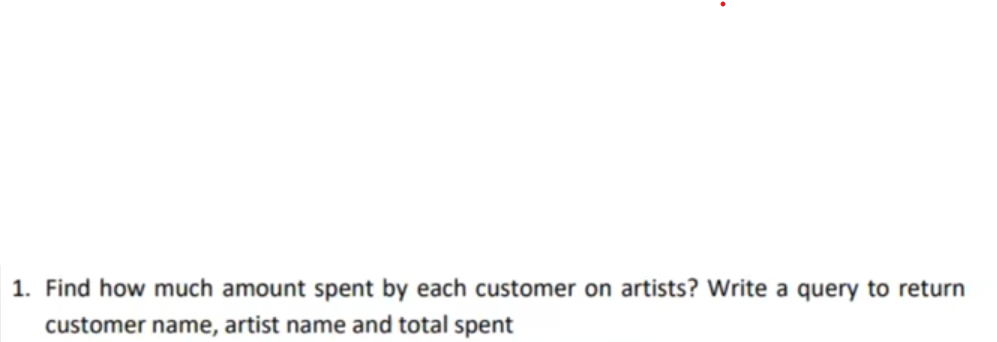 1. Find how much amount spent by each customer on artists? Write a query to return
customer name, artist name and total spent